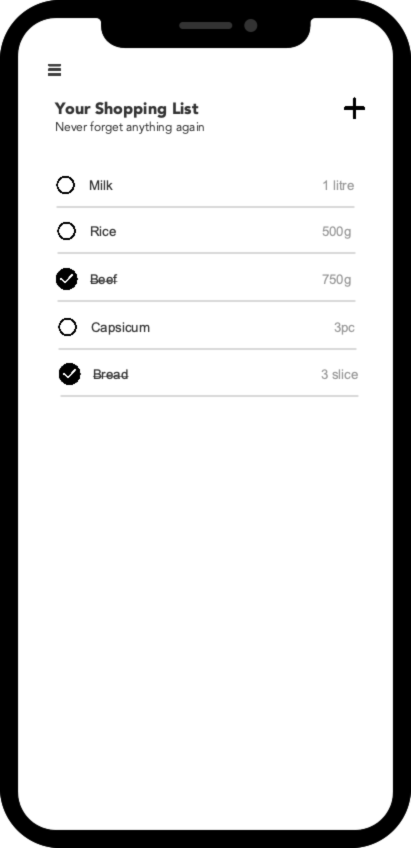 Your Shopping List
Never forget anything again
Milk 1 litre
Rice 500g
Beef 750g
Capsicum 3pc
Bread 3 slice